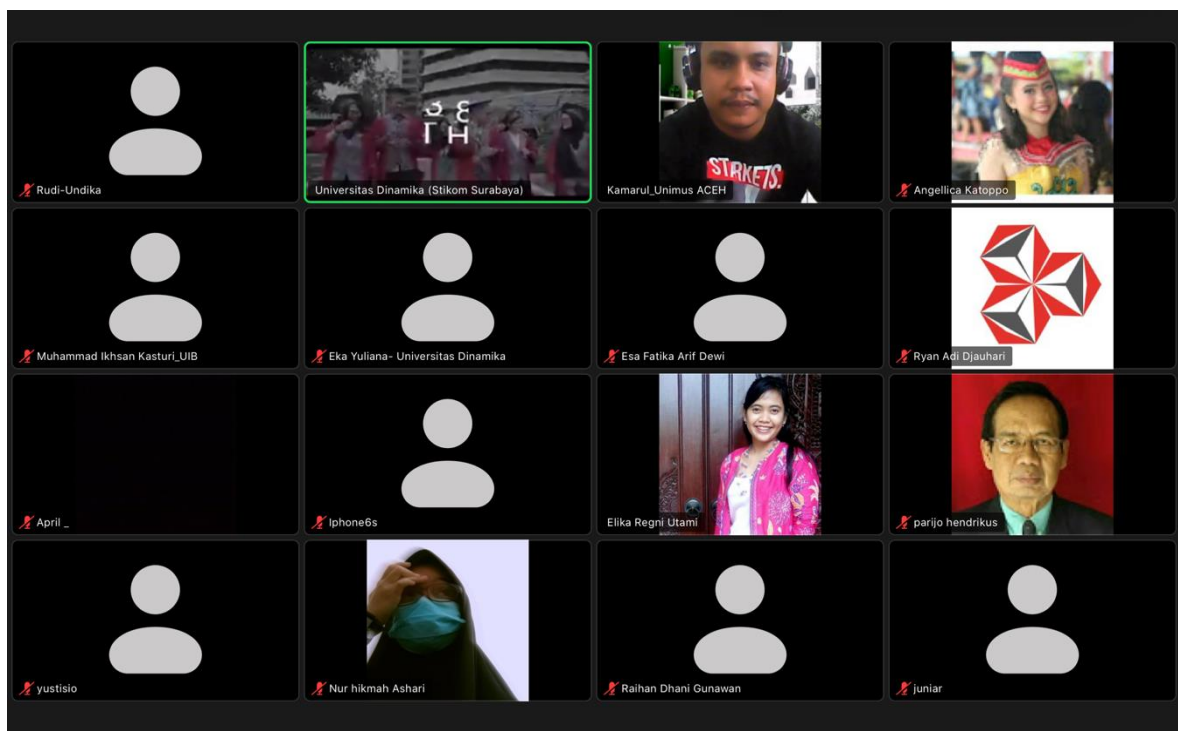 Rudi-Undika
Universitas Dinamika (Stikom Surabaya)
STRKE7S.
Kamarul_Unimus ACEH
Angellica Katoppo
Muhammad Ikhsan Kasturi_UIB
Eka Yuliana- Universitas Dinamika
Esa Fatika Arif Dewi
Ryan Adi Djauhari
April _
Iphone6s
Elika Regni Utami
parijo hendrikus
yustisio
Nur hikmah Ashari
Raihan Dhani Gunawan
juniar